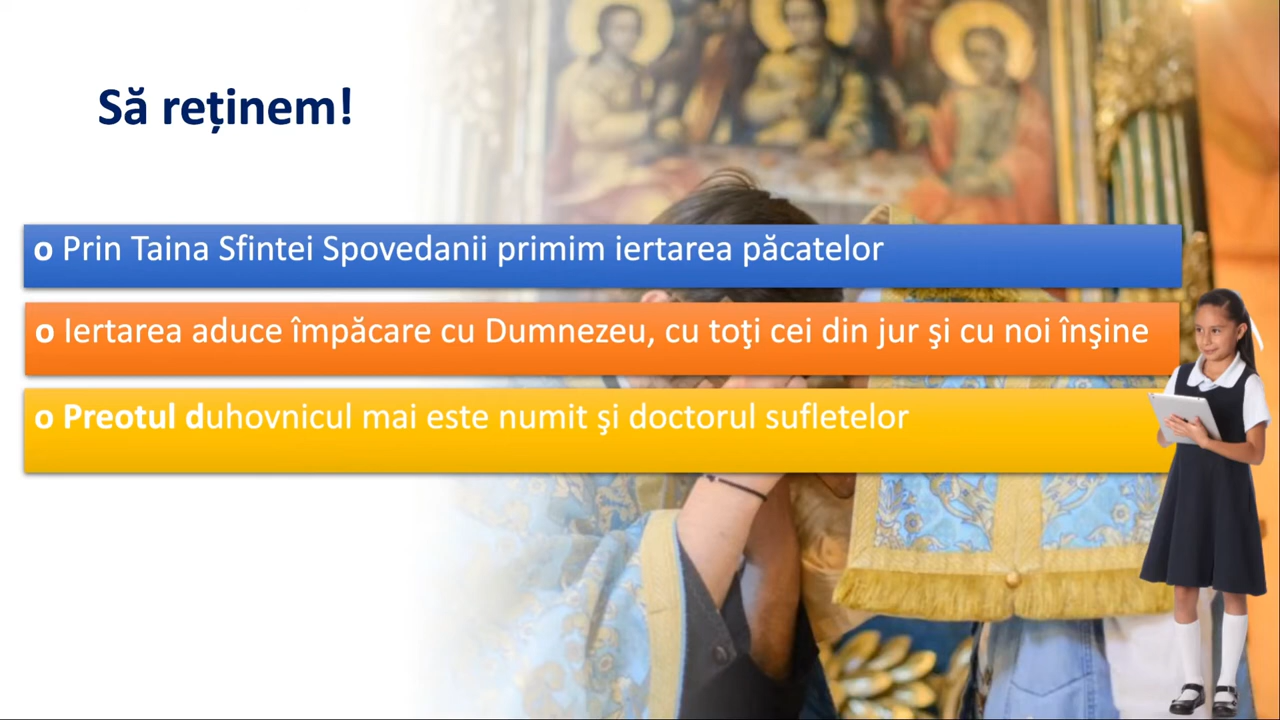 Să reținem!
o Prin Taina Sfintei Spovedanii primim iertarea păcatelor
o Iertarea aduce împăcare cu Dumnezeu, cu toţi cei din jur şi cu noi înşine
o Preotul duhovnicul mai este numit şi doctorul sufletelor